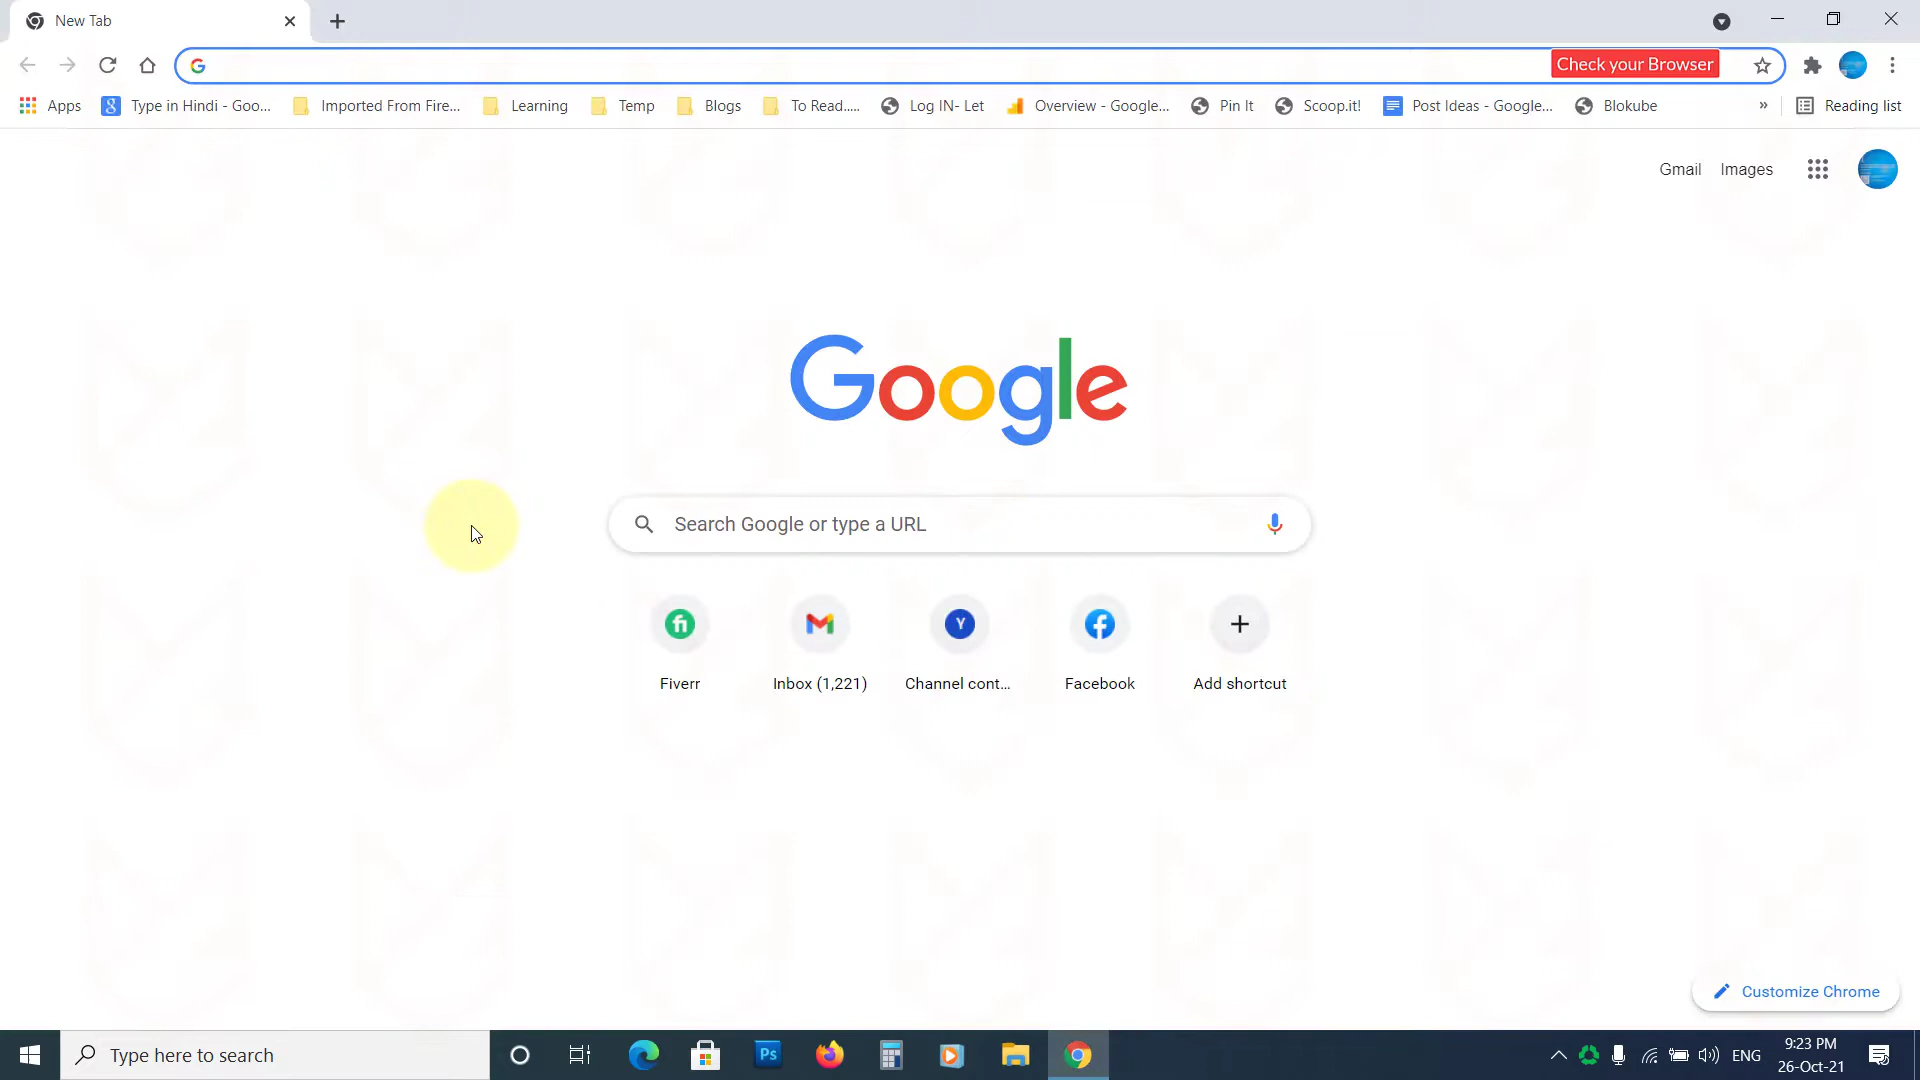 New Tab
Check your Browser
Apps
Type in Hindi - Goo...
Imported From Fire...
Learning
Temp
Blogs
To Read.....
Log IN- Let
Overview - Google...
Pin It
Scoop.it!
Post Ideas - Google...
Blokube
»
Reading list
Gmail
Images
Google
Search Google or type a URL
Fiverr
Inbox (1,221)
Channel cont...
Facebook
Add shortcut
Customize Chrome
Type here to search
Ps
ENG
9:23 PM
26-Oct-21